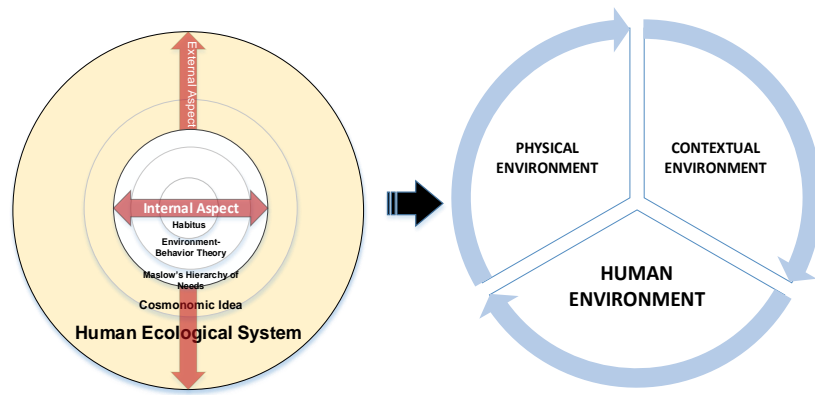 External Aspect
Internal Aspect
Habitus
Environment-
Behavior Theory
Maslow's Hierarchy of
Needs
Cosmonomic Idea
Human Ecological System
PHYSICAL
ENVIRONMENT
CONTEXTUAL
ENVIRONMENT
HUMAN
ENVIRONMENT